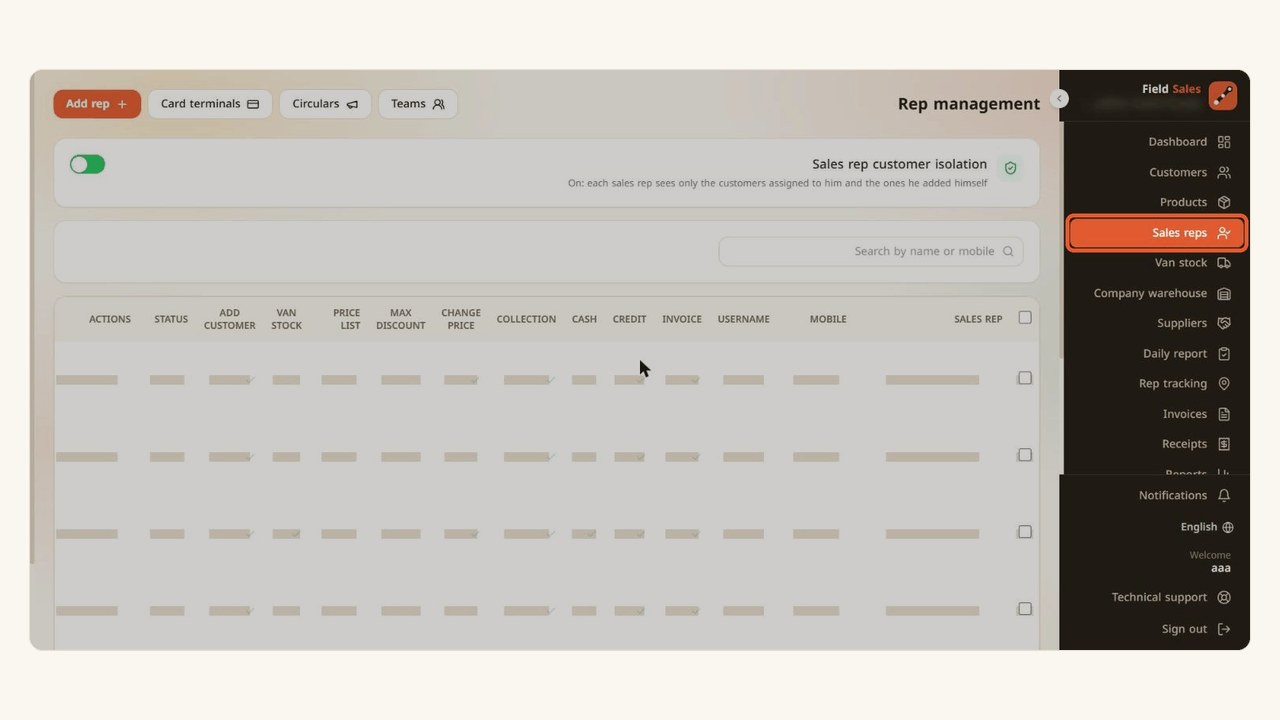 Field Sales
Rep management
Teams
Circulars
Card terminals
Add rep +
Sales rep customer isolation
On: each sales rep sees only the customers assigned to him and the ones he added himself
Search by name or mobile
ACTIONS STATUS ADD CUSTOMER VAN STOCK PRICE LIST MAX DISCOUNT CHANGE PRICE COLLECTION CASH CREDIT INVOICE USERNAME MOBILE SALES REP
Dashboard
Customers
Products
Sales reps
Van stock
Company warehouse
Suppliers
Daily report
Rep tracking
Invoices
Receipts
Reports
Notifications
English
Welcome
aaa
Technical support
Sign out